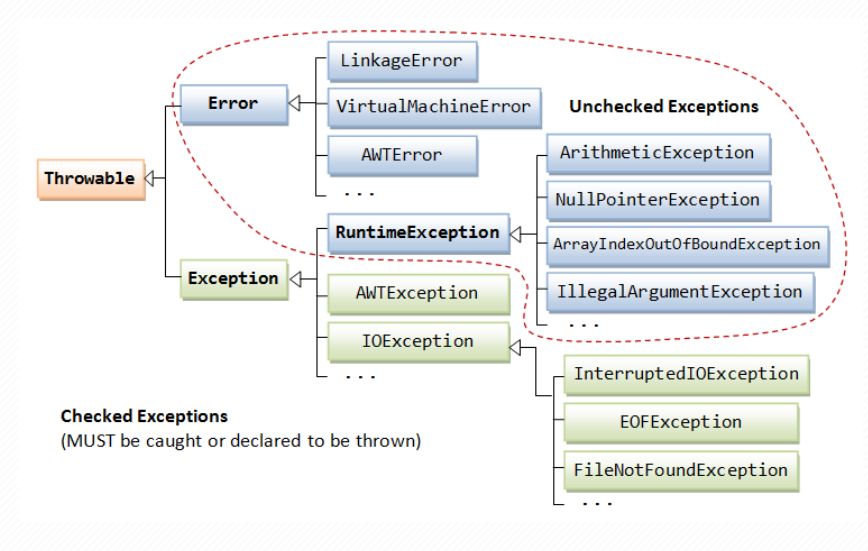 LinkageError
Error
VirtualMachineError
Unchecked Exceptions
AWTError
ArithmeticException
Throwable
...
NullPointerException
RuntimeException
ArrayIndexOutOfBoundException
Exception
AWTException
IllegalArgumentException
...
IOException
...
InterruptedIOException
Checked Exceptions
(MUST be caught or declared to be thrown)
EOFException
FileNotFoundException
...